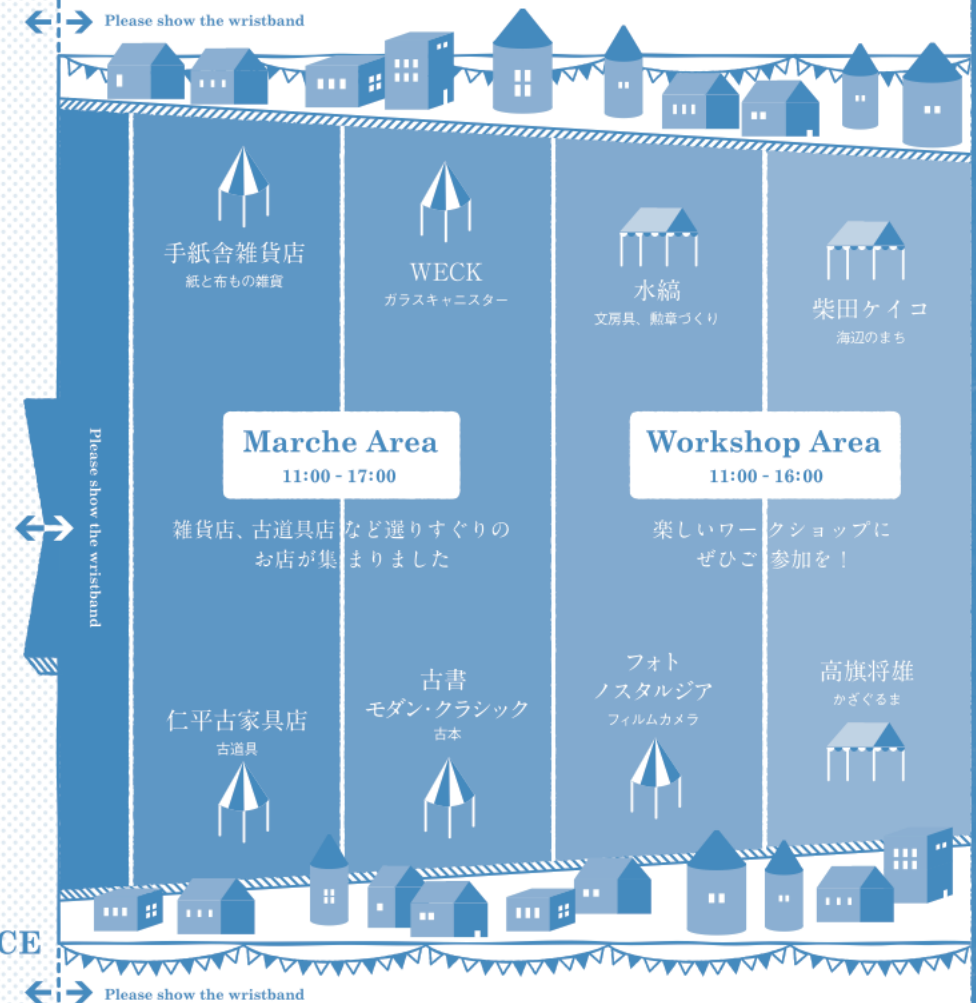 Please show the wristband
手紙舎雑貨店
紙と布もの雑貨
WECK
ガラスキャニスター
水縞
文房具、勲章づくり
柴田ケイコ
海辺のまち
Please show the wristband
Marche Area
11:00 - 17:00
雑貨店、古道具店など選りすぐりの
お店が集まりました
Workshop Area
11:00 - 16:00
楽しいワークショップに
ぜひご参加を！
仁平古家具店
古道具
古書
モダン・クラシック
古本
フォト
ノスタルジア
フィルムカメラ
高旗将雄
かざぐるま
CE
Please show the wristband